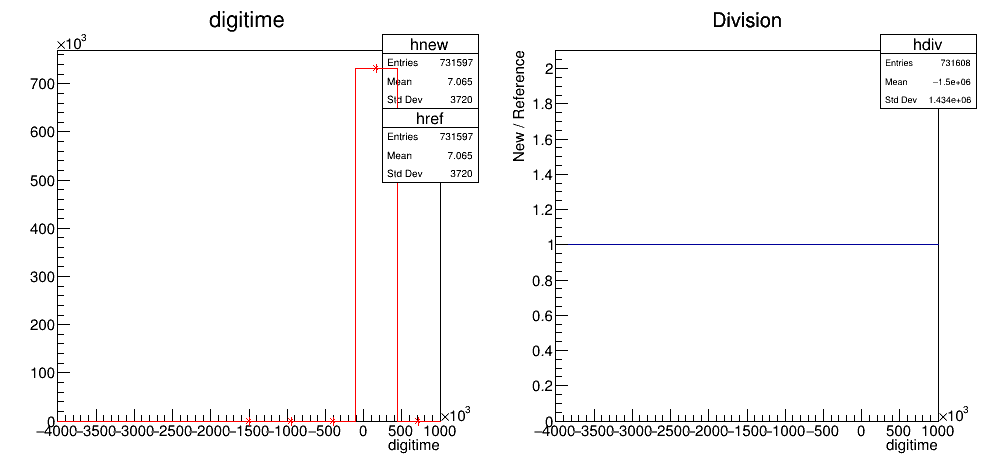 digitime
×10³
hnew
Entries 731597
Mean 7.065
Std Dev 3720
href
Entries 731597
Mean 7.065
Std Dev 3720
700
600
500
400
300
200
100
0
−4000 −3500 −3000 −2500 −2000 −1500 −1000 −500 0 500 1000
×10³
digitime
Division
New / Reference
hdiv
Entries 731608
Mean −1.5e+06
Std Dev 1.434e+06
2
1.8
1.6
1.4
1.2
1
0.8
0.6
0.4
0.2
0
−4000 −3500 −3000 −2500 −2000 −1500 −1000 −500 0 500 1000
×10³
digitime